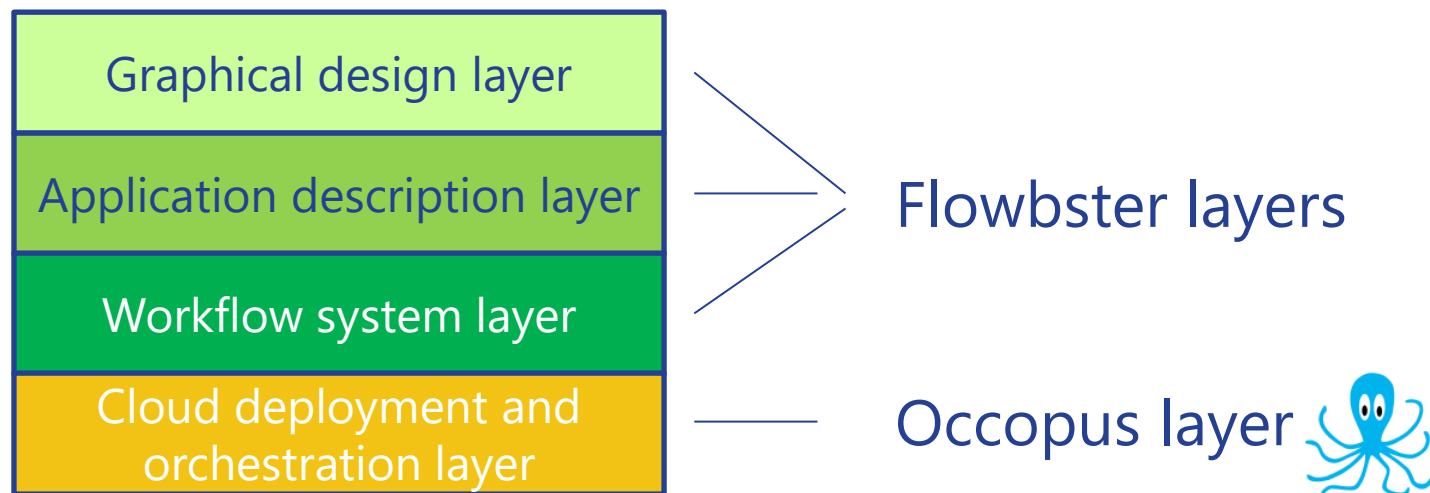 Graphical design layer
Application description layer
Flowbster layers
Workflow system layer
Cloud deployment and
orchestration layer
Occopus layer